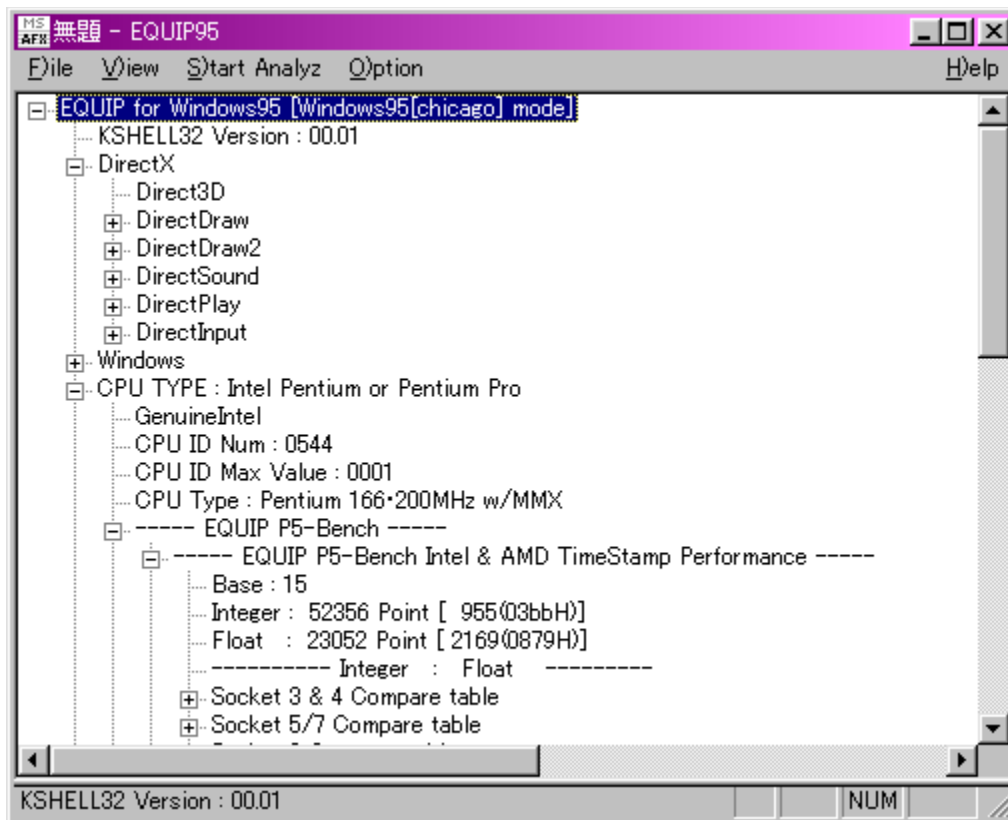 MS AFX 無題 - EQUIP95
F)ile V)iew S)tart Analyz O)ption H)elp
EQUIP for Windows95 [Windows95[chicago] mode]
KSHELL32 Version : 00.01
DirectX
Direct3D
DirectDraw
DirectDraw2
DirectSound
DirectPlay
DirectInput
Windows
CPU TYPE : Intel Pentium or Pentium Pro
GenuineIntel
CPU ID Num : 0544
CPU ID Max Value : 0001
CPU Type : Pentium 166・200MHz w/MMX
----- EQUIP P5-Bench -----
----- EQUIP P5-Bench Intel & AMD TimeStamp Performance -----
Base : 15
Integer : 52356 Point [ 955(03bbH)]
Float : 23052 Point [ 2169(0879H)]
---------- Integer : Float ---------
Socket 3 & 4 Compare table
Socket 5/7 Compare table
KSHELL32 Version : 00.01
NUM